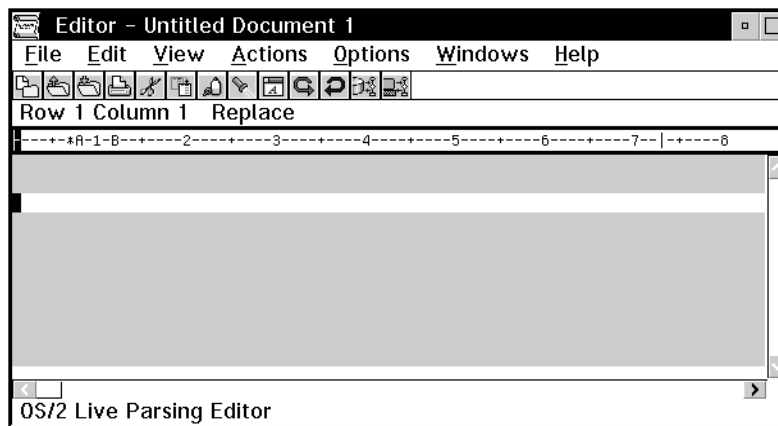 Editor – Untitled Document 1
File Edit View Actions Options Windows Help
Row 1 Column 1 Replace
----+-*A-1-B--+----2----+----3----+----4----+----5----+----6----+----7--|-+----8
OS/2 Live Parsing Editor